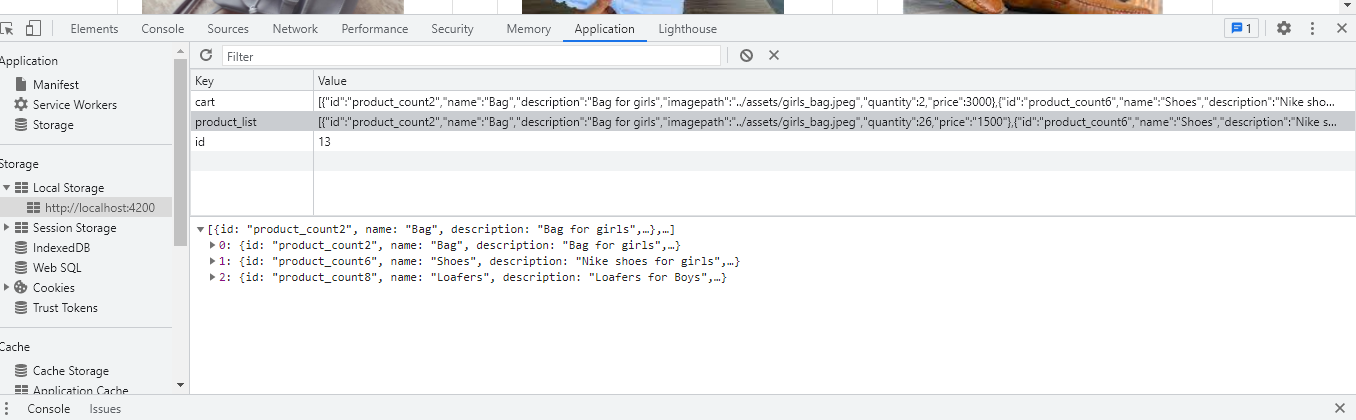 Elements Console Sources Network Performance Security Memory Application Lighthouse 1
Application
Manifest
Service Workers
Storage
Storage
Local Storage
http://localhost:4200
Session Storage
IndexedDB
Web SQL
Cookies
Trust Tokens
Cache
Cache Storage
Application Cache
Filter
Key Value
cart [{"id":"product_count2","name":"Bag","description":"Bag for girls","imagepath":"../assets/girls_bag.jpeg","quantity":2,"price":3000},{"id":"product_count6","name":"Shoes","description":"Nike sho...
product_list [{"id":"product_count2","name":"Bag","description":"Bag for girls","imagepath":"../assets/girls_bag.jpeg","quantity":26,"price":"1500"},{"id":"product_count6","name":"Shoes","description":"Nike s...
id 13
[{id: "product_count2", name: "Bag", description: "Bag for girls",…},…]
0: {id: "product_count2", name: "Bag", description: "Bag for girls",…}
1: {id: "product_count6", name: "Shoes", description: "Nike shoes for girls",…}
2: {id: "product_count8", name: "Loafers", description: "Loafers for Boys",…}
Console Issues